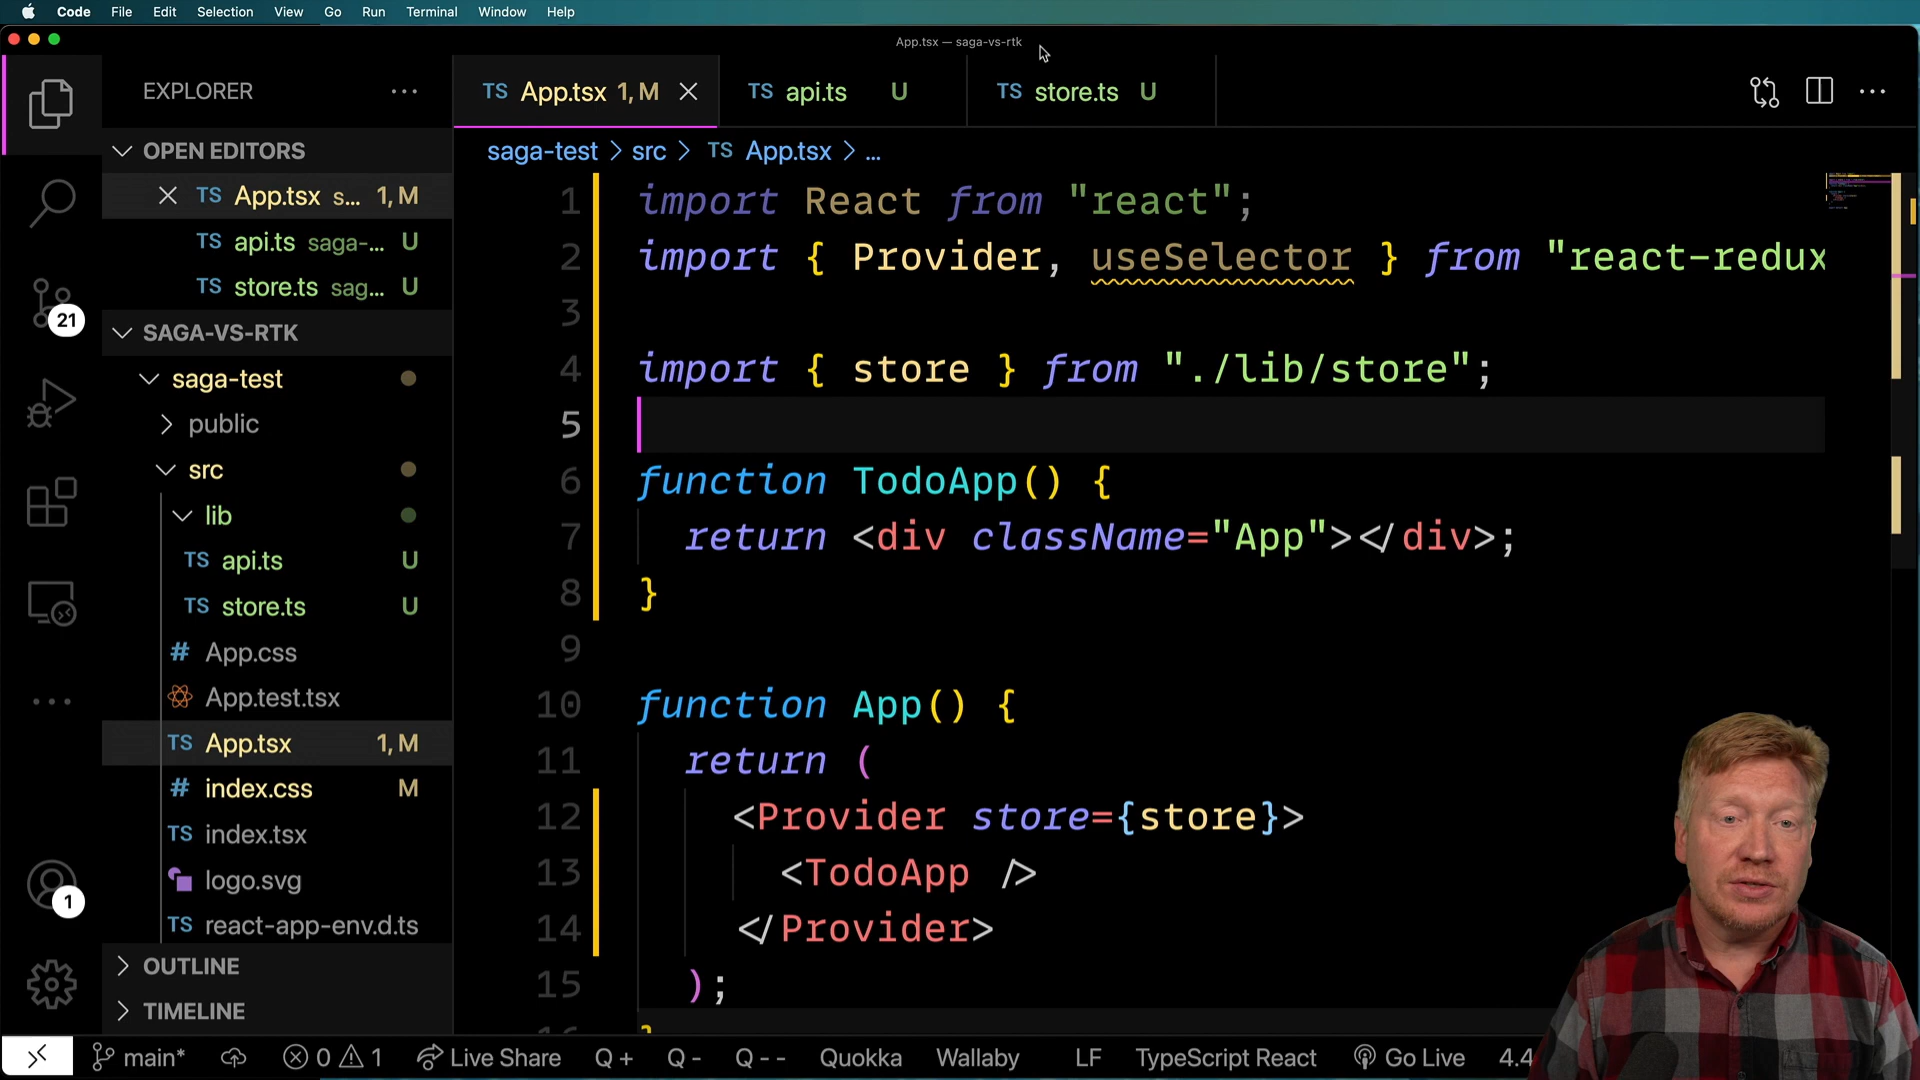 Code File Edit Selection View Go Run Terminal Window Help
App.tsx — saga-vs-rtk
EXPLORER
TS App.tsx 1, M
TS api.ts U
TS store.ts U
OPEN EDITORS
TS App.tsx s... 1, M
TS api.ts saga-... U
TS store.ts sag... U
SAGA-VS-RTK
saga-test
public
src
lib
TS api.ts U
TS store.ts U
# App.css
App.test.tsx
TS App.tsx 1, M
# index.css M
TS index.tsx
logo.svg
TS react-app-env.d.ts
OUTLINE
TIMELINE
21
1
saga-test > src > TS App.tsx > ...
1 import React from "react";
2 import { Provider, useSelector } from "react-redux
3
4 import { store } from "./lib/store";
5
6 function TodoApp() {
7 return <div className="App"></div>;
8 }
9
10 function App() {
11 return (
12 <Provider store={store}>
13 <TodoApp />
14 </Provider>
15 );
main* 0 1 Live Share Q + Q - Q - - Quokka Wallaby LF TypeScript React Go Live 4.4